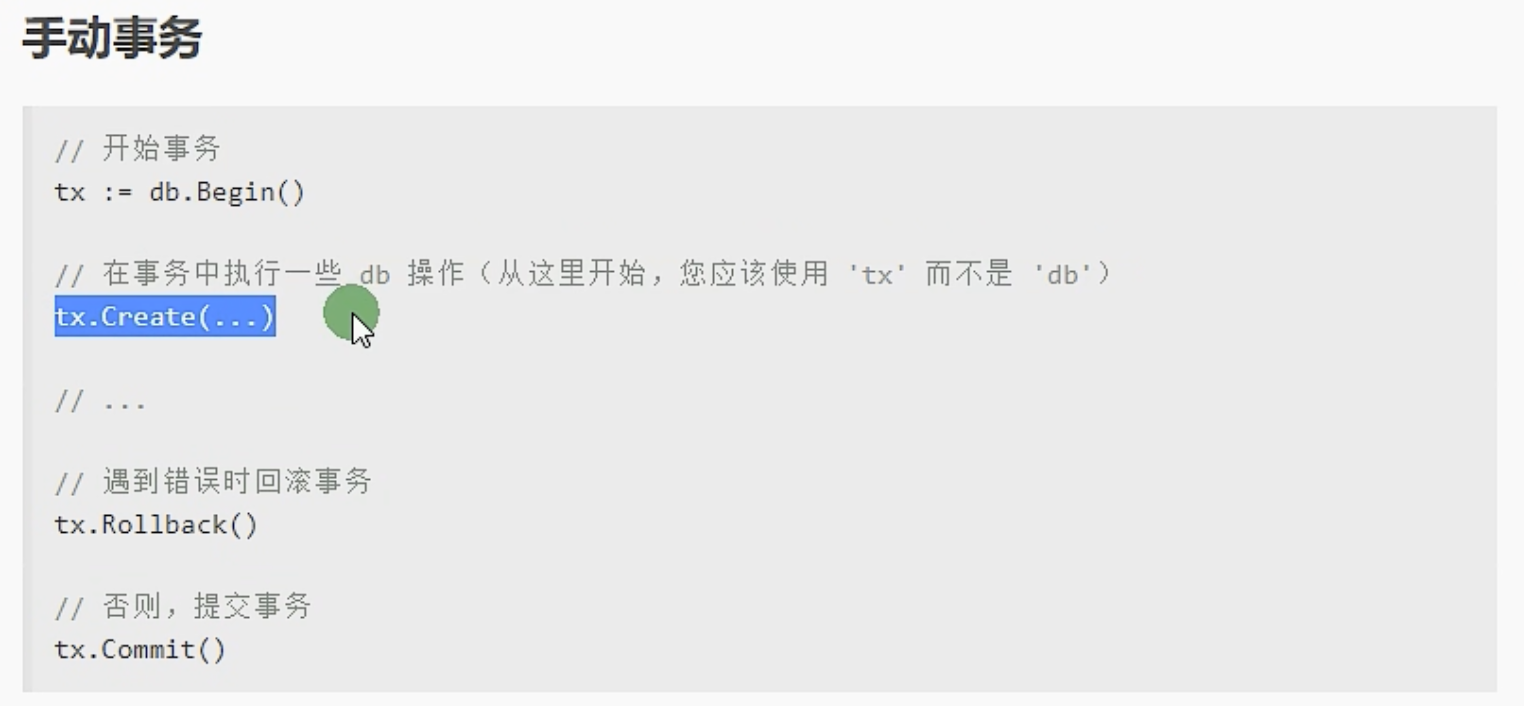 手动事务
// 开始事务
tx := db.Begin()
// 在事务中执行一些 db 操作（从这里开始，您应该使用 'tx' 而不是 'db'）
tx.Create(...)
// ...
// 遇到错误时回滚事务
tx.Rollback()
// 否则，提交事务
tx.Commit()